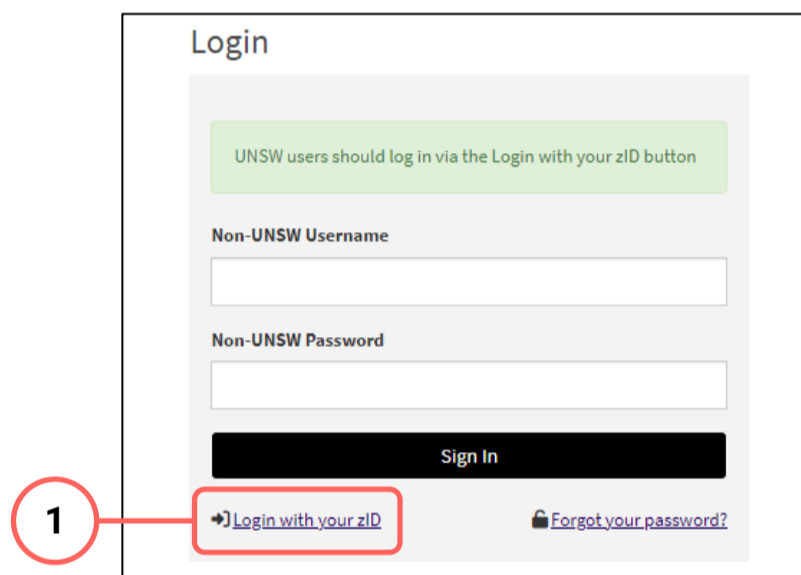 Login
UNSW users should log in via the Login with your zID button
Non-UNSW Username
Non-UNSW Password
Sign In
1
Login with your zID
Forgot your password?